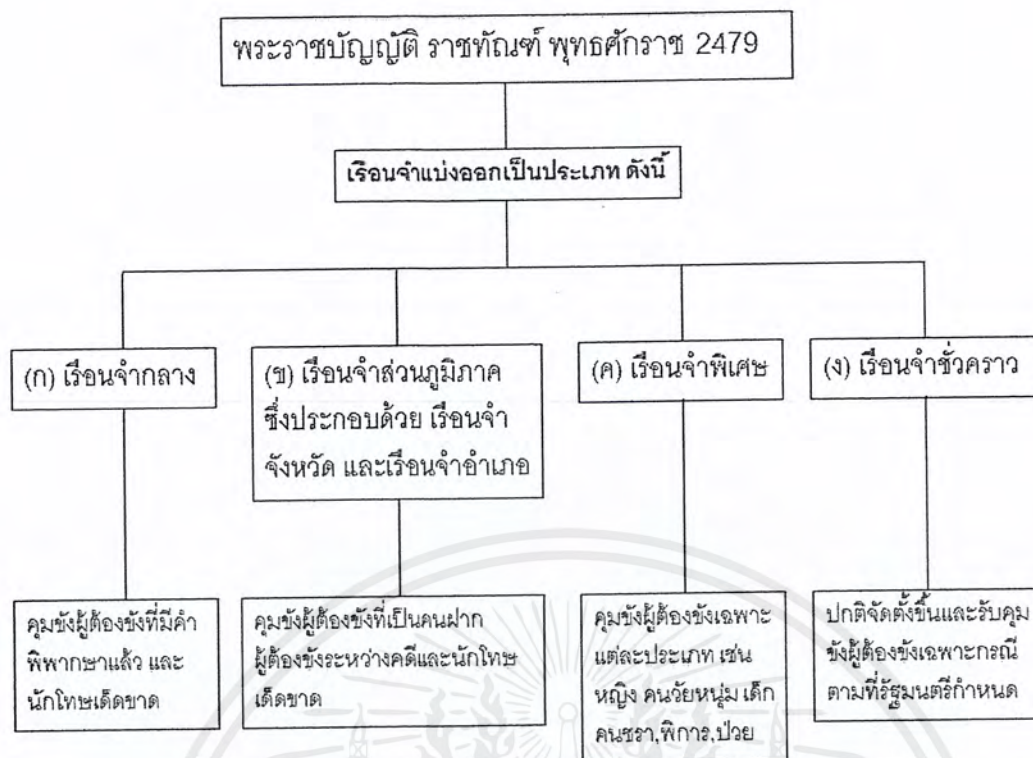 พระราชบัญญัติ ราชทัณฑ์ พุทธศักราช 2479
เรือนจำแบ่งออกเป็นประเภท ดังนี้
(ก) เรือนจำกลาง
(ข) เรือนจำส่วนภูมิภาค
ซึ่งประกอบด้วย เรือนจำ
จังหวัด และเรือนจำอำเภอ
(ค) เรือนจำพิเศษ
(ง) เรือนจำชั่วคราว
คุมขังผู้ต้องขังที่มีคำ
พิพากษาแล้ว และ
นักโทษเด็ดขาด
คุมขังผู้ต้องขังที่เป็นคนฝาก
ผู้ต้องขังระหว่างคดีและนักโทษ
เด็ดขาด
คุมขังผู้ต้องขังเฉพาะ
แต่ละประเภท เช่น
หญิง คนวัยหนุ่ม เด็ก
คนชรา,พิการ,ป่วย
ปกติจัดตั้งขึ้นและรับคุม
ขังผู้ต้องขังเฉพาะกรณี
ตามที่รัฐมนตรีกำหนด